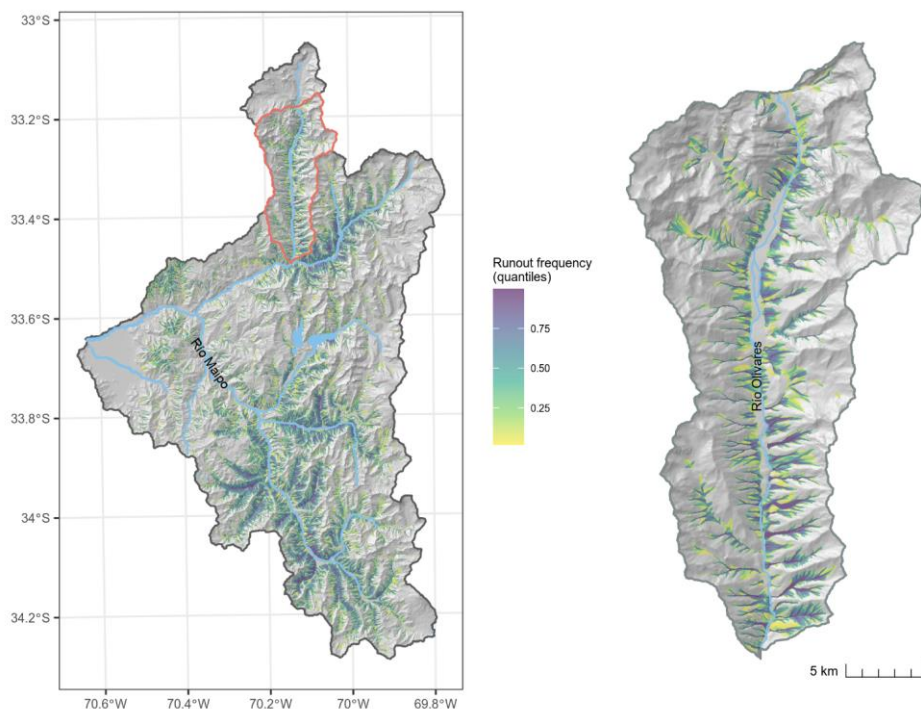 33°S
33.2°S
33.4°S
33.6°S
33.8°S
34°S
34.2°S
70.6°W
70.4°W
70.2°W
70°W
69.8°W
Rio Maipo
Runout frequency
(quantiles)
0.75
0.50
0.25
Rio Olivares
5 km